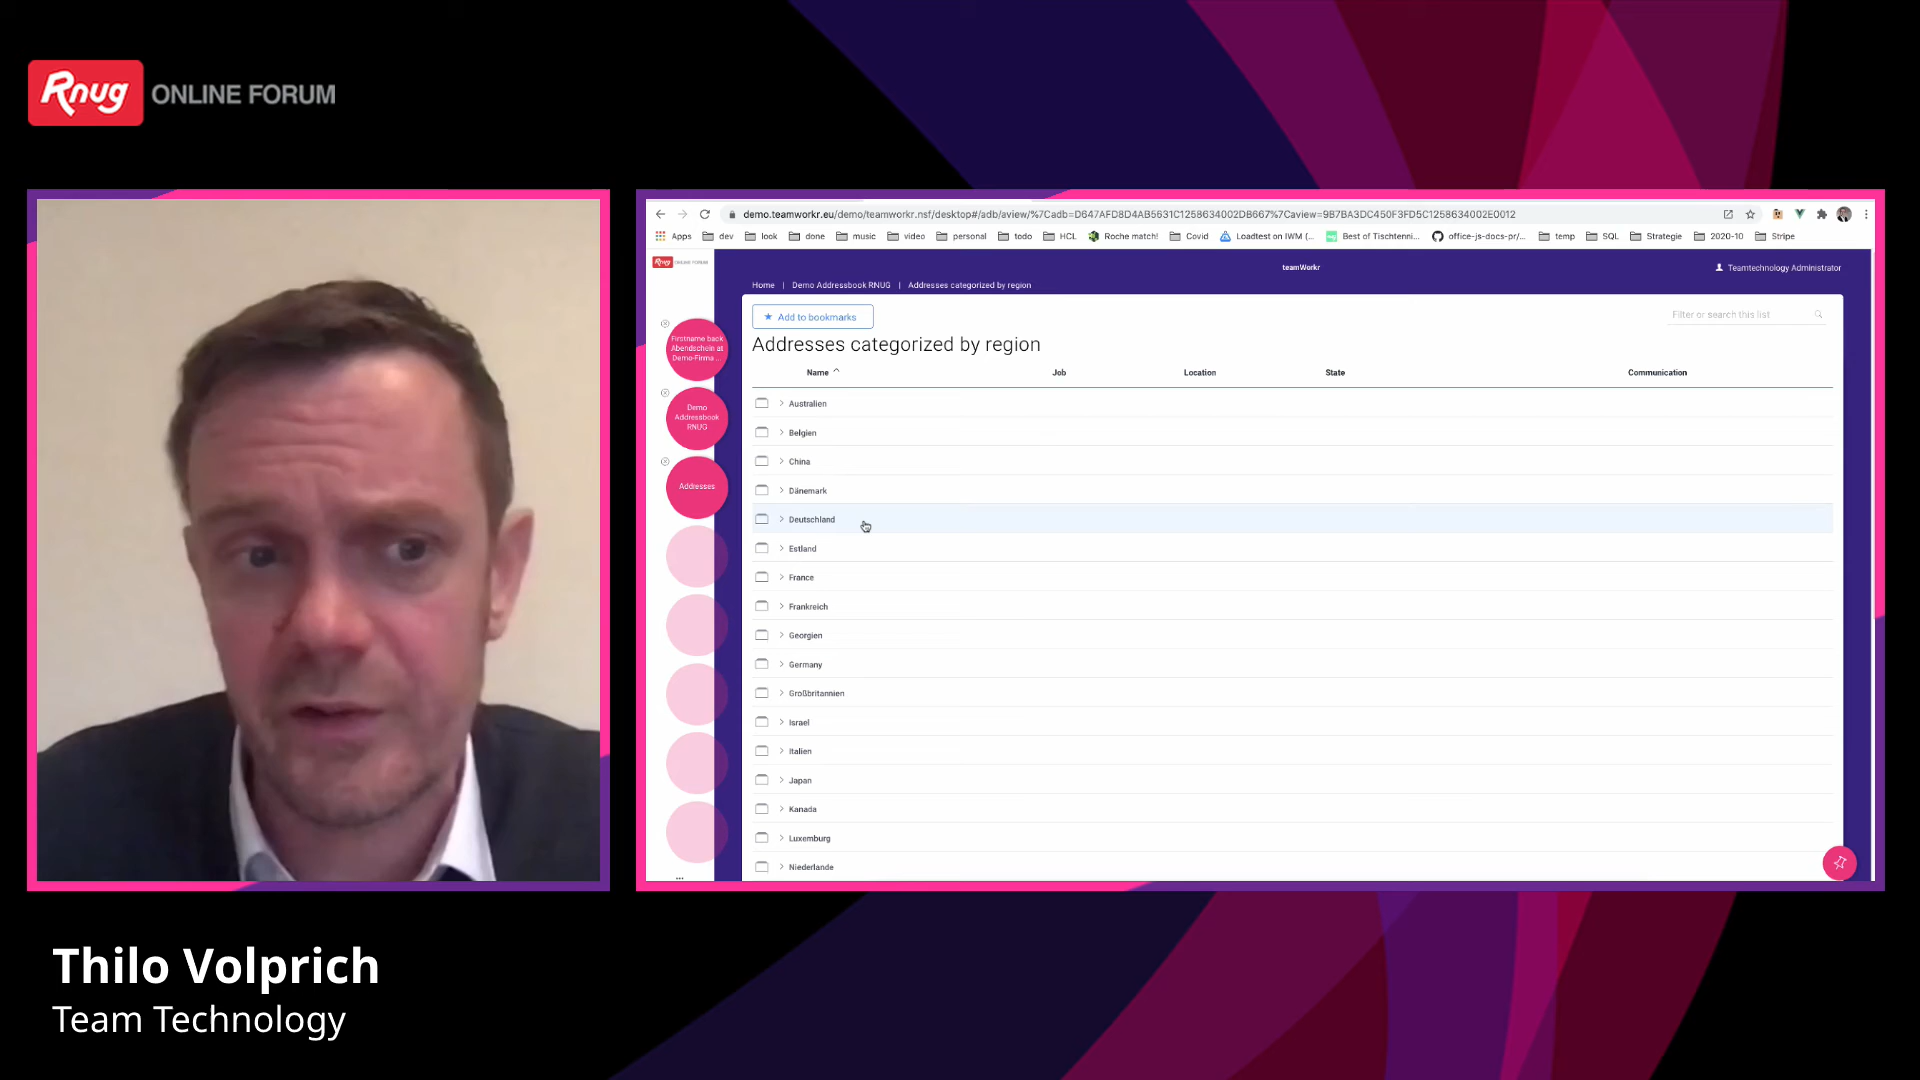 Rnug ONLINE FORUM
demo.teamworkr.eu/demo/teamworkr.nsf/desktop#/adb/aview/%7Cadb=D647AFD8D4AB5631C1258634002DB667%7Caview=9B7BA3DC450F3FD5C1258634002E0012
Apps dev look done music video personal todo HCL Roche match! Covid Loadtest on IWM (... Best of Tischtenni... office-js-docs-pr/... temp SQL Strategie 2020-10 Stripe
Rnug ONLINE FORUM
teamWorkr
Teamtechnology Administrator
Home | Demo Addressbook RNUG | Addresses categorized by region
Add to bookmarks
Filter or search this list
Addresses categorized by region
Name Job Location State Communication
Firstname back
Abendschein at
Demo-Firma ...
Demo
Addressbook
RNUG
Addresses
...
Australien
Belgien
China
Dänemark
Deutschland
Estland
France
Frankreich
Georgien
Germany
Großbritannien
Israel
Italien
Japan
Kanada
Luxemburg
Niederlande
Thilo Volprich
Team Technology